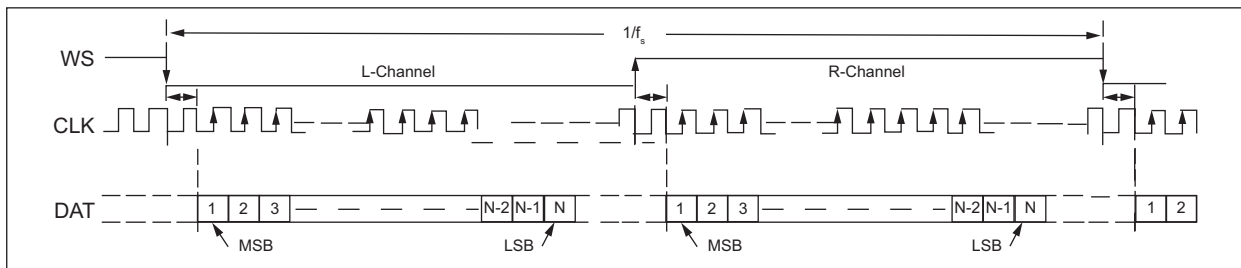 1/fs
WS
L-Channel
R-Channel
CLK
DAT
1 2 3 N-2 N-1 N 1 2 3 N-2 N-1 N 1 2
MSB LSB MSB LSB